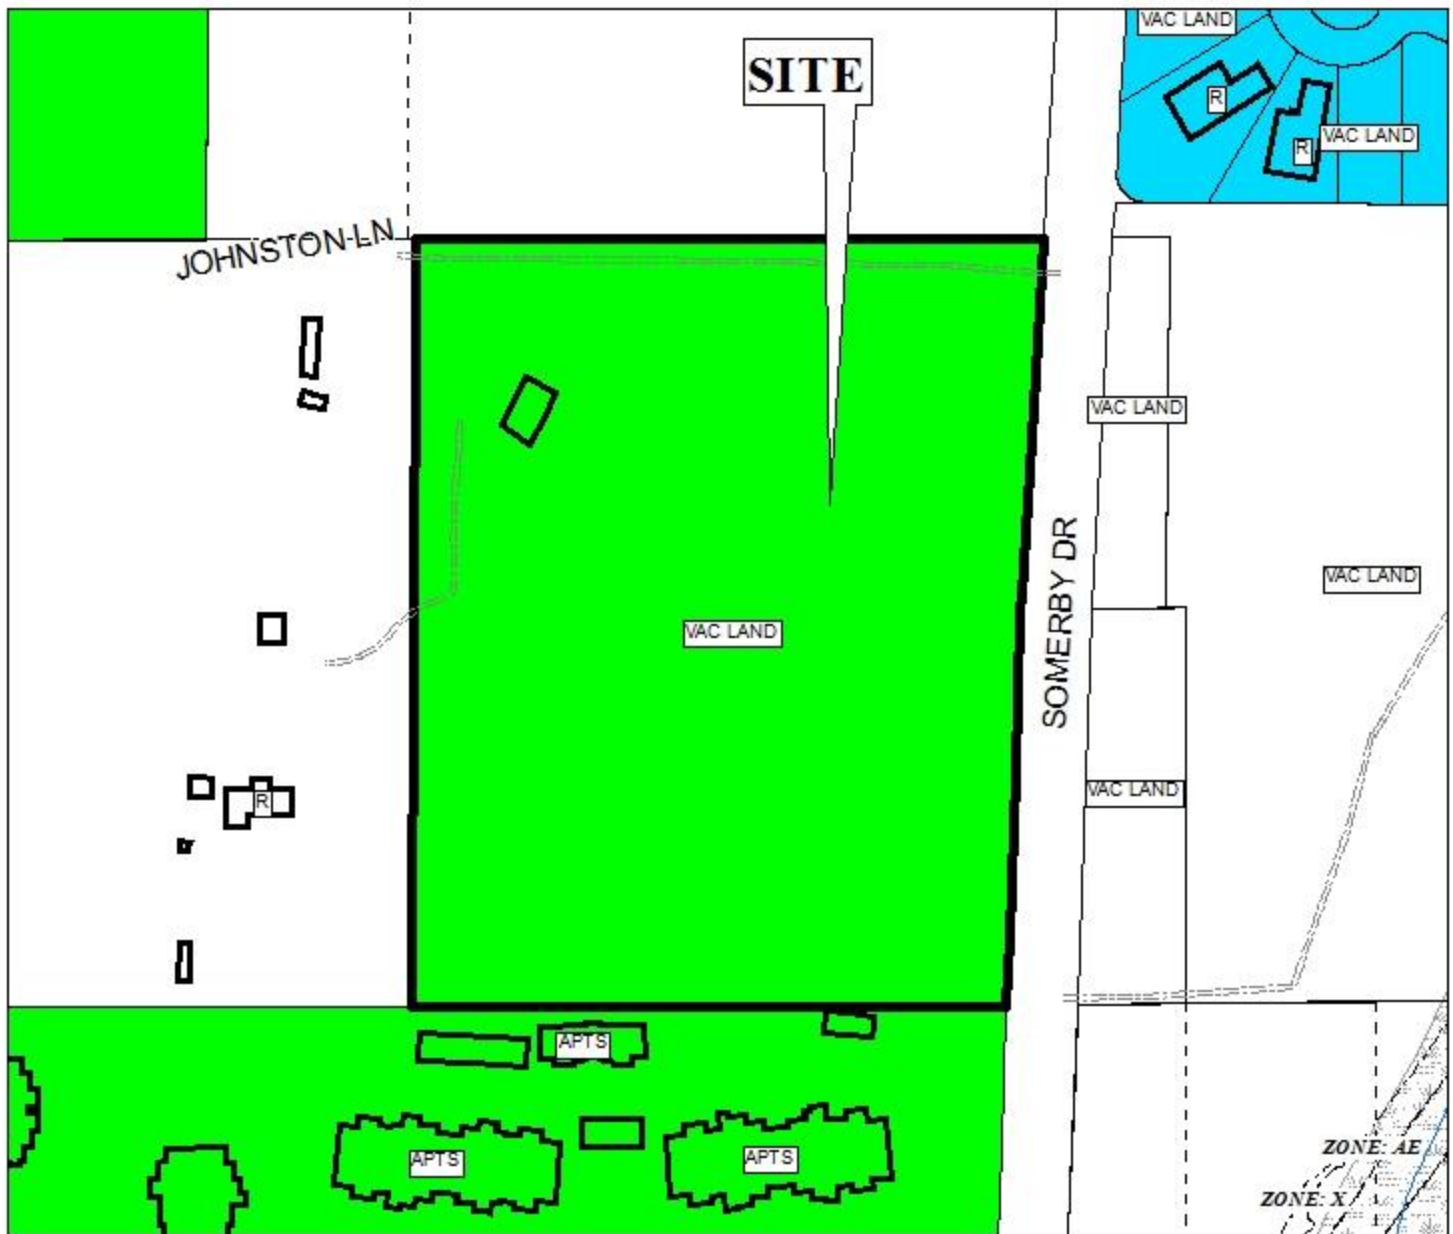 VAC LAND
SITE
R
VAC LAND
R
JOHNSTON LN
VAC LAND
SOMERBY DR
VAC LAND
VAC LAND
VAC LAND
R
APTS
ZONE: AE
APTS
APTS
ZONE: X